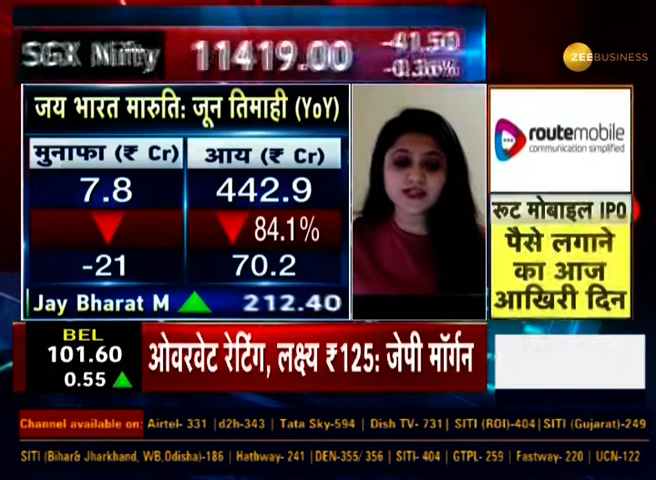 SGX Nifty 11419.00 -41.50
-0.36%
ZEE BUSINESS
जय भारत मारुति: जून तिमाही (YoY)
मुनाफा (₹ Cr) आय (₹ Cr)
7.8 442.9
84.1%
-21 70.2
Jay Bharat M 212.40
routemobile
communication simplified
रूट मोबाइल IPO
पैसे लगाने
का आज
आखिरी दिन
BEL
101.60
0.55
ओवरवेट रेटिंग, लक्ष्य ₹125: जेपी मॉर्गन
Channel available on: Airtel- 331 | d2h-343 | Tata Sky-594 | Dish TV- 731| SITI (ROI)-404| SITI (Gujarat)-249
SITI (Bihar& Jharkhand, WB,Odisha)-186 | Hathway- 241 |DEN-355/ 356 | SITI- 404 | GTPL- 259 | Fastway- 220 | UCN-122